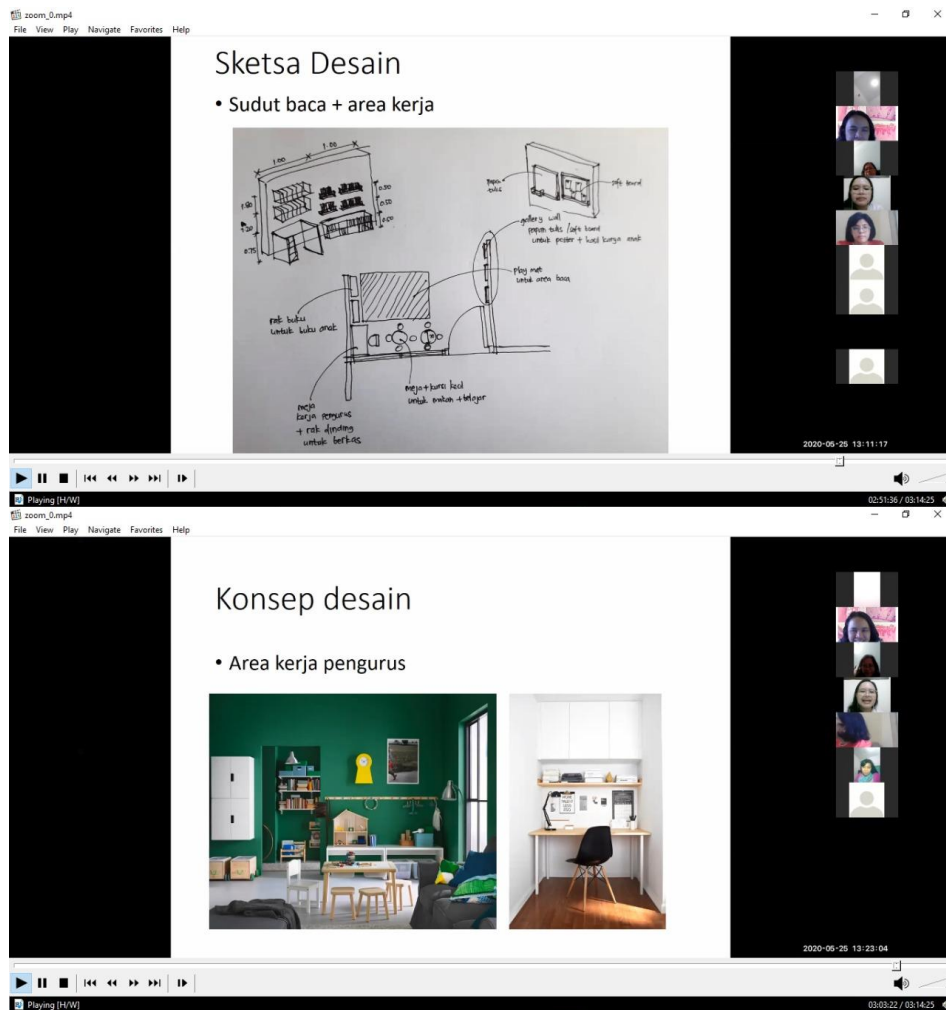 zoom_0.mp4
File View Play Navigate Favorites Help
Sketsa Desain
• Sudut baca + area kerja
1.00 1.00
0.50
0.50
0.50
1.20
0.75
papan tulis
soft board
gallery wall
papan tulis / soft board
untuk poster + hasil karya anak
play mat
untuk area baca
rak buku
untuk buku anak
meja + kursi kecil
untuk makan + belajar
meja
kerja pengurus
+ rak dinding
untuk berkas
2020-05-25 13:11:17
Playing [H/W]
02:51:36 / 03:14:25
zoom_0.mp4
File View Play Navigate Favorites Help
Konsep desain
• Area kerja pengurus
2020-05-25 13:23:04
Playing [H/W]
03:03:22 / 03:14:25